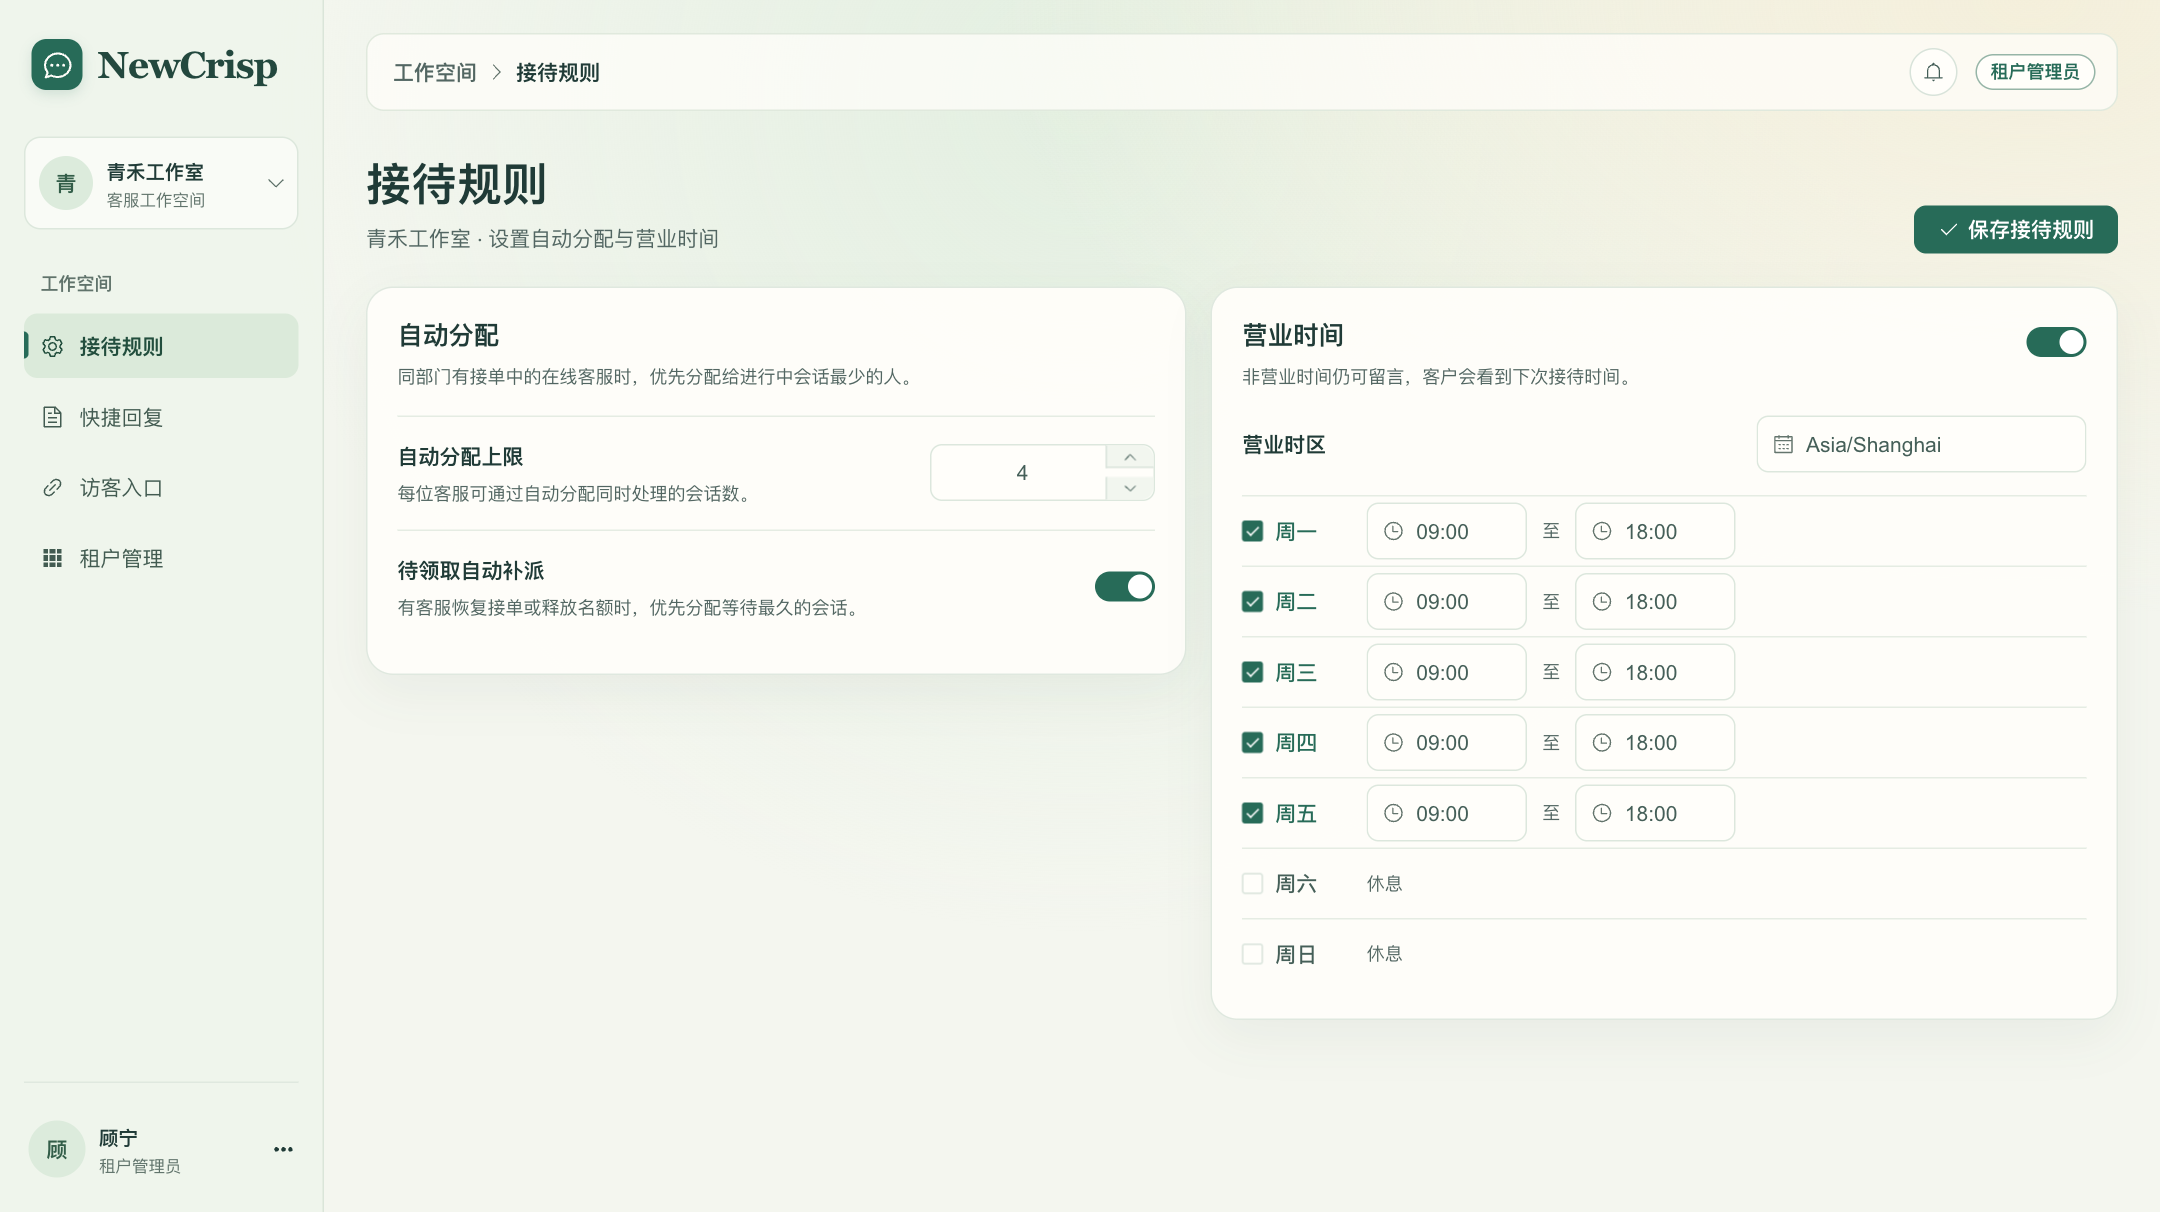 NewCrisp
青
青禾工作室
客服工作空间
工作空间
接待规则
快捷回复
访客入口
租户管理
顾
顾宁
租户管理员
工作空间 > 接待规则
租户管理员
接待规则
青禾工作室 · 设置自动分配与营业时间
保存接待规则
自动分配
同部门有接单中的在线客服时，优先分配给进行中会话最少的人。
自动分配上限
每位客服可通过自动分配同时处理的会话数。
4
待领取自动补派
有客服恢复接单或释放名额时，优先分配等待最久的会话。
营业时间
非营业时间仍可留言，客户会看到下次接待时间。
营业时区
Asia/Shanghai
周一 09:00 至 18:00
周二 09:00 至 18:00
周三 09:00 至 18:00
周四 09:00 至 18:00
周五 09:00 至 18:00
周六 休息
周日 休息